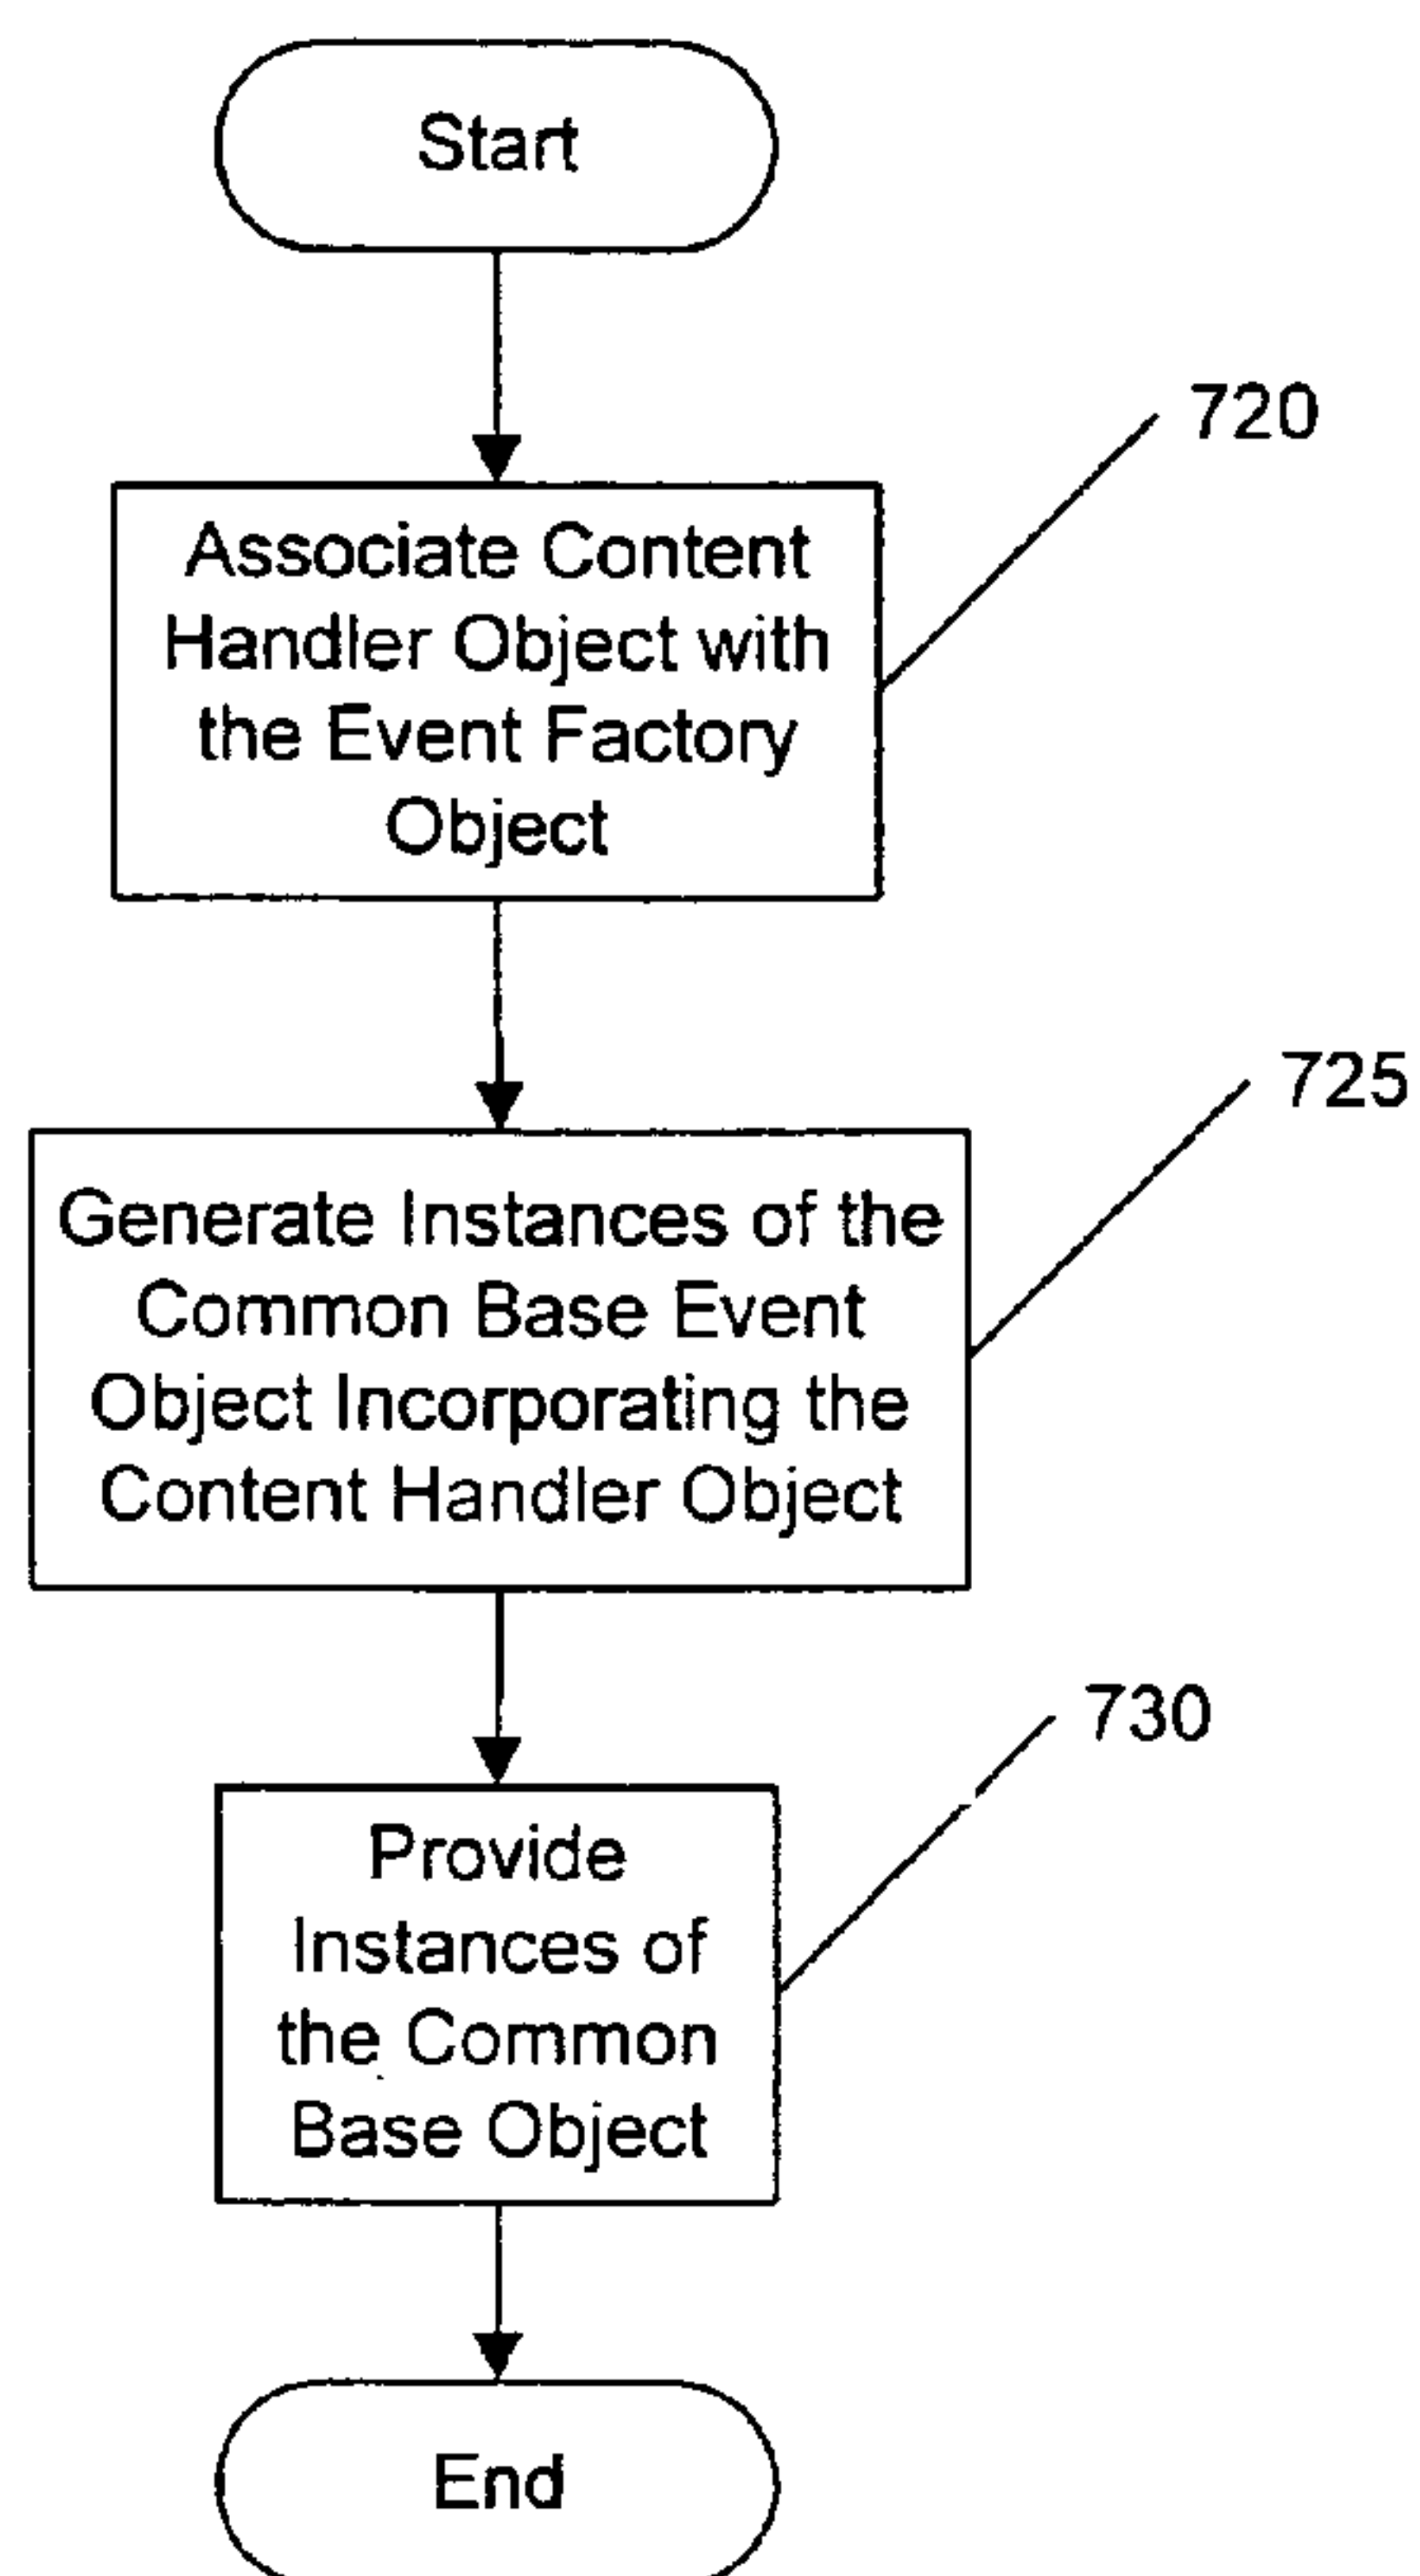 Start
720
Associate Content
Handler Object with
the Event Factory
Object
725
Generate Instances of the
Common Base Event
Object Incorporating the
Content Handler Object
730
Provide
Instances of
the Common
Base Object
End